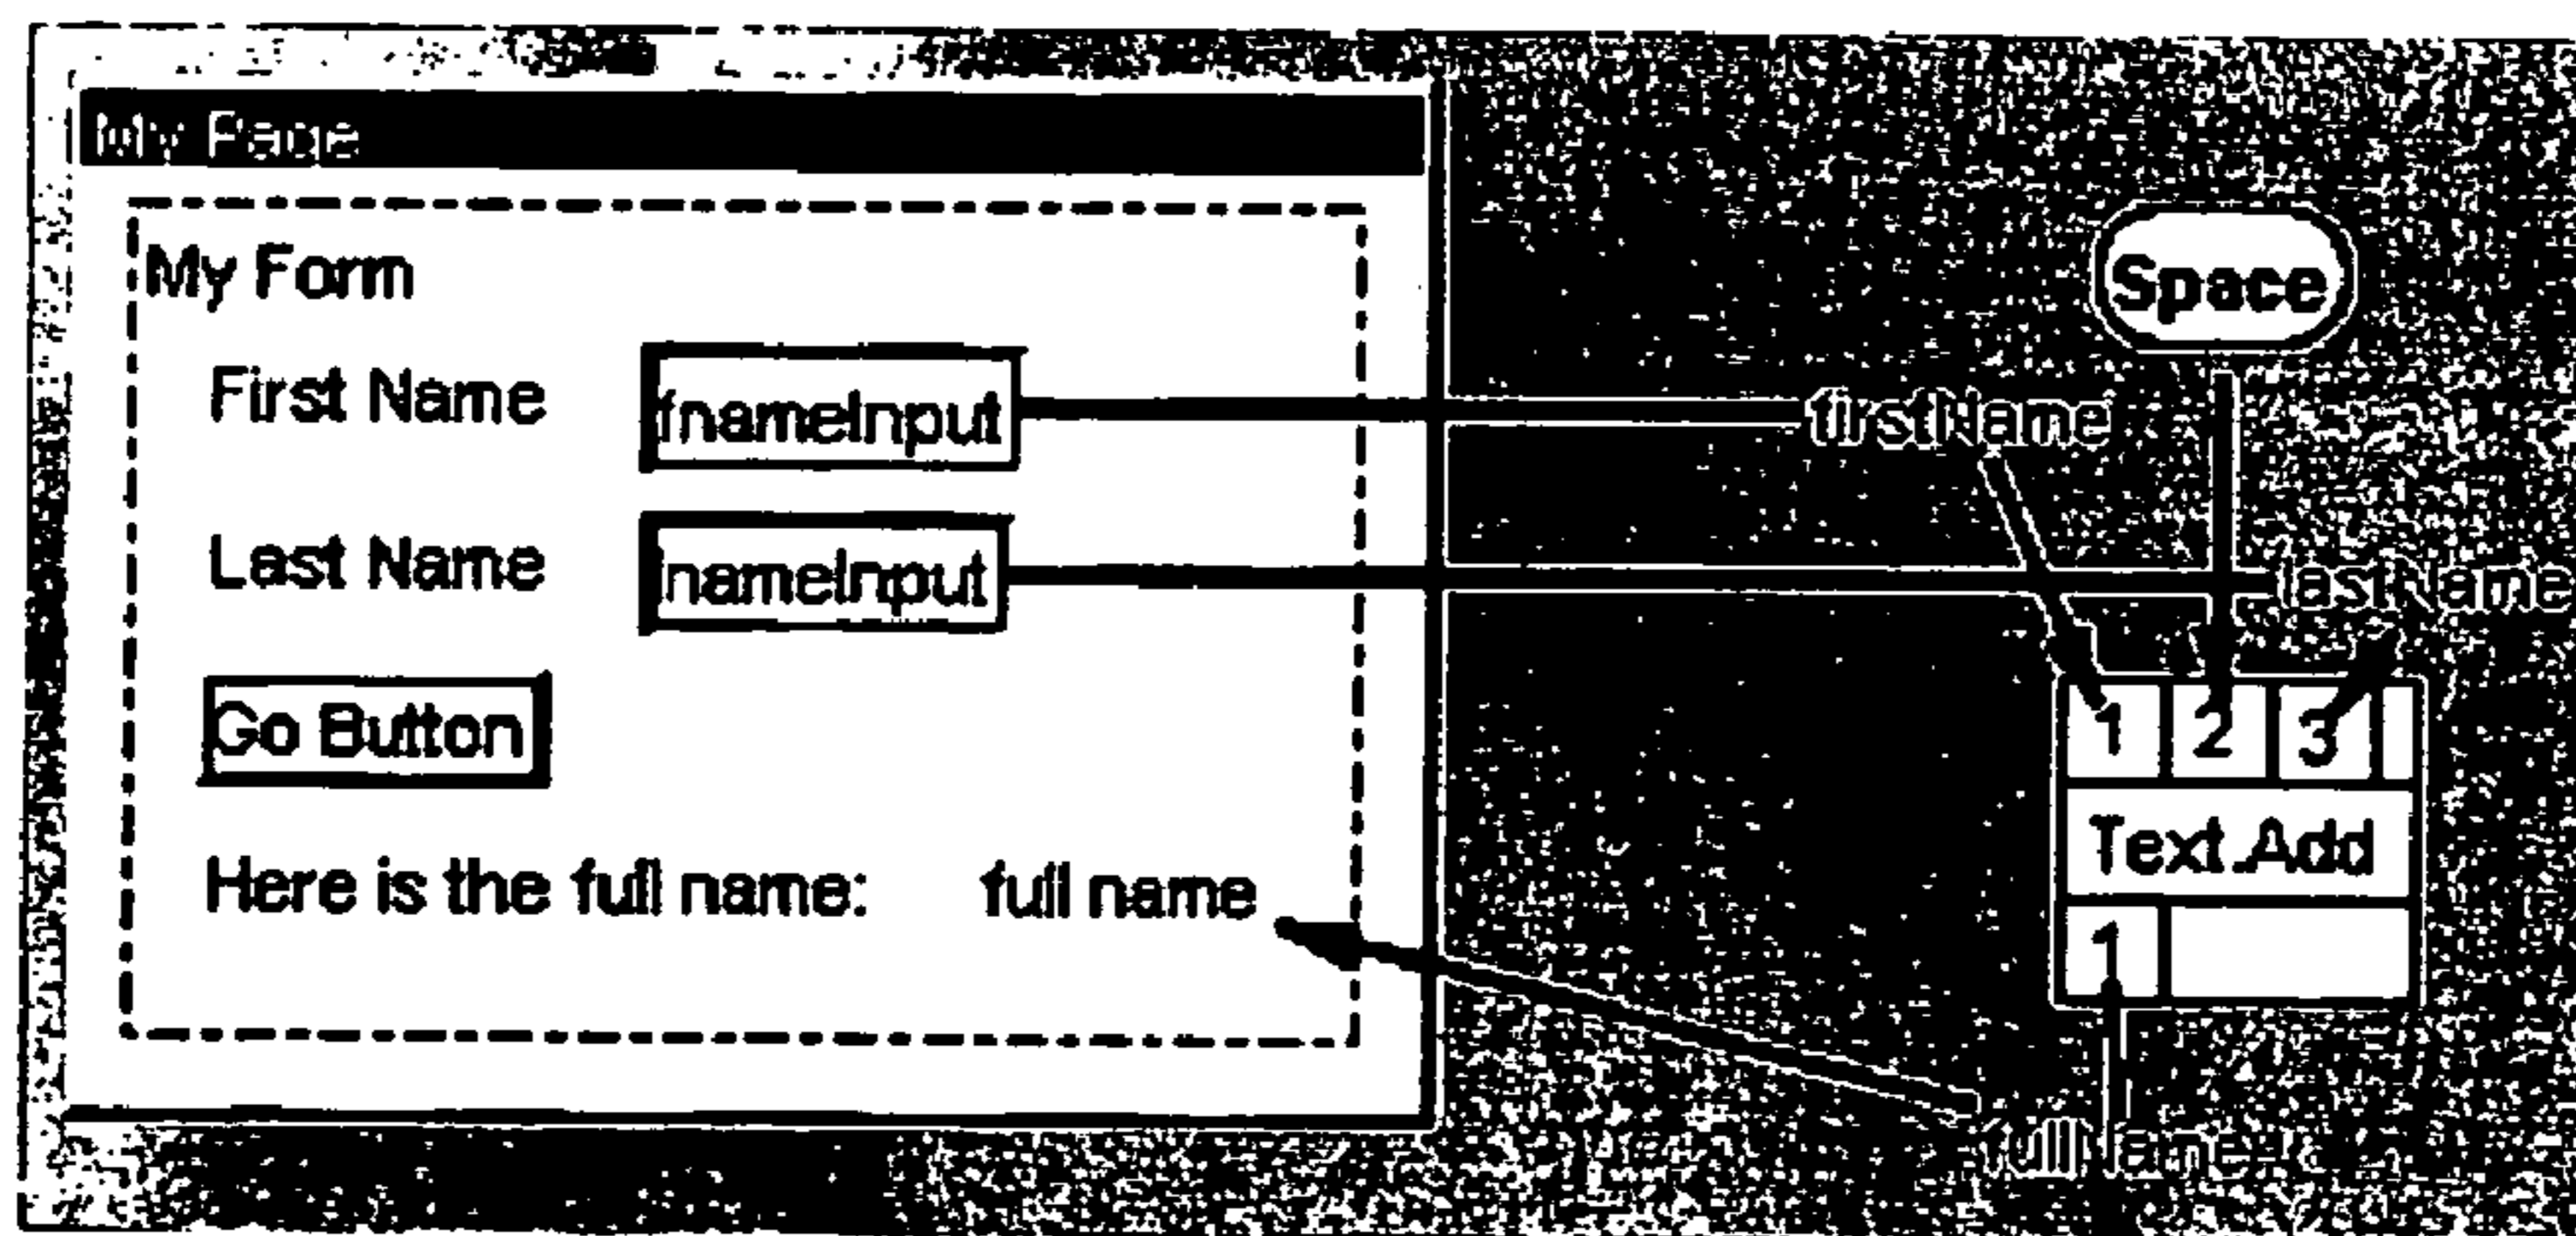 My Page
My Form
Space
First Name fnameInput firstName
Last Name lnameInput lastName
Go Button
1 2 3
Text.Add
Here is the full name: full name
1
fullName